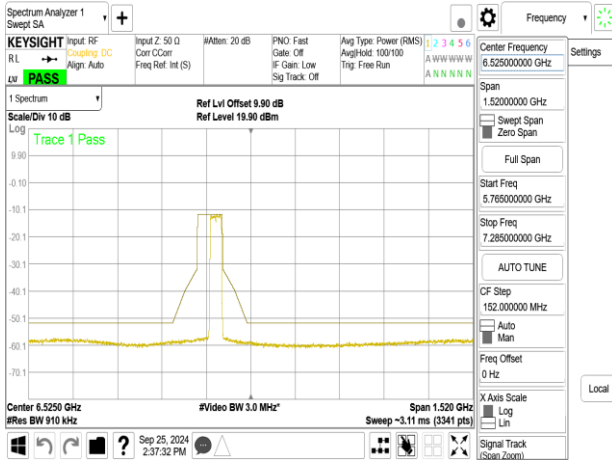 Spectrum Analyzer 1
Swept SA
+
Frequency
Settings
KEYSIGHT
RL
LXI PASS
Input: RF
Coupling: DC
Align: Auto
Input Z: 50 Ω
Corr CCorr
Freq Ref: Int (S)
#Atten: 20 dB
PNO: Fast
Gate: Off
IF Gain: Low
Sig Track: Off
Avg Type: Power (RMS)
Avg|Hold: 100/100
Trig: Free Run
1 2 3 4 5 6
A W W W W W
A N N N N N
1 Spectrum
Scale/Div 10 dB
Ref Lvl Offset 9.90 dB
Ref Level 19.90 dBm
Log
Trace 1 Pass
9.90
-0.10
-10.1
-20.1
-30.1
-40.1
-50.1
-60.1
-70.1
Center 6.5250 GHz
#Res BW 910 kHz
#Video BW 3.0 MHz*
Span 1.520 GHz
Sweep ~3.11 ms (3341 pts)
Center Frequency
6.525000000 GHz
Span
1.52000000 GHz
Swept Span
Zero Span
Full Span
Start Freq
5.765000000 GHz
Stop Freq
7.285000000 GHz
AUTO TUNE
CF Step
152.000000 MHz
Auto
Man
Freq Offset
0 Hz
X Axis Scale
Log
Lin
Signal Track
(Span Zoom)
Local
?
Sep 25, 2024
2:37:32 PM